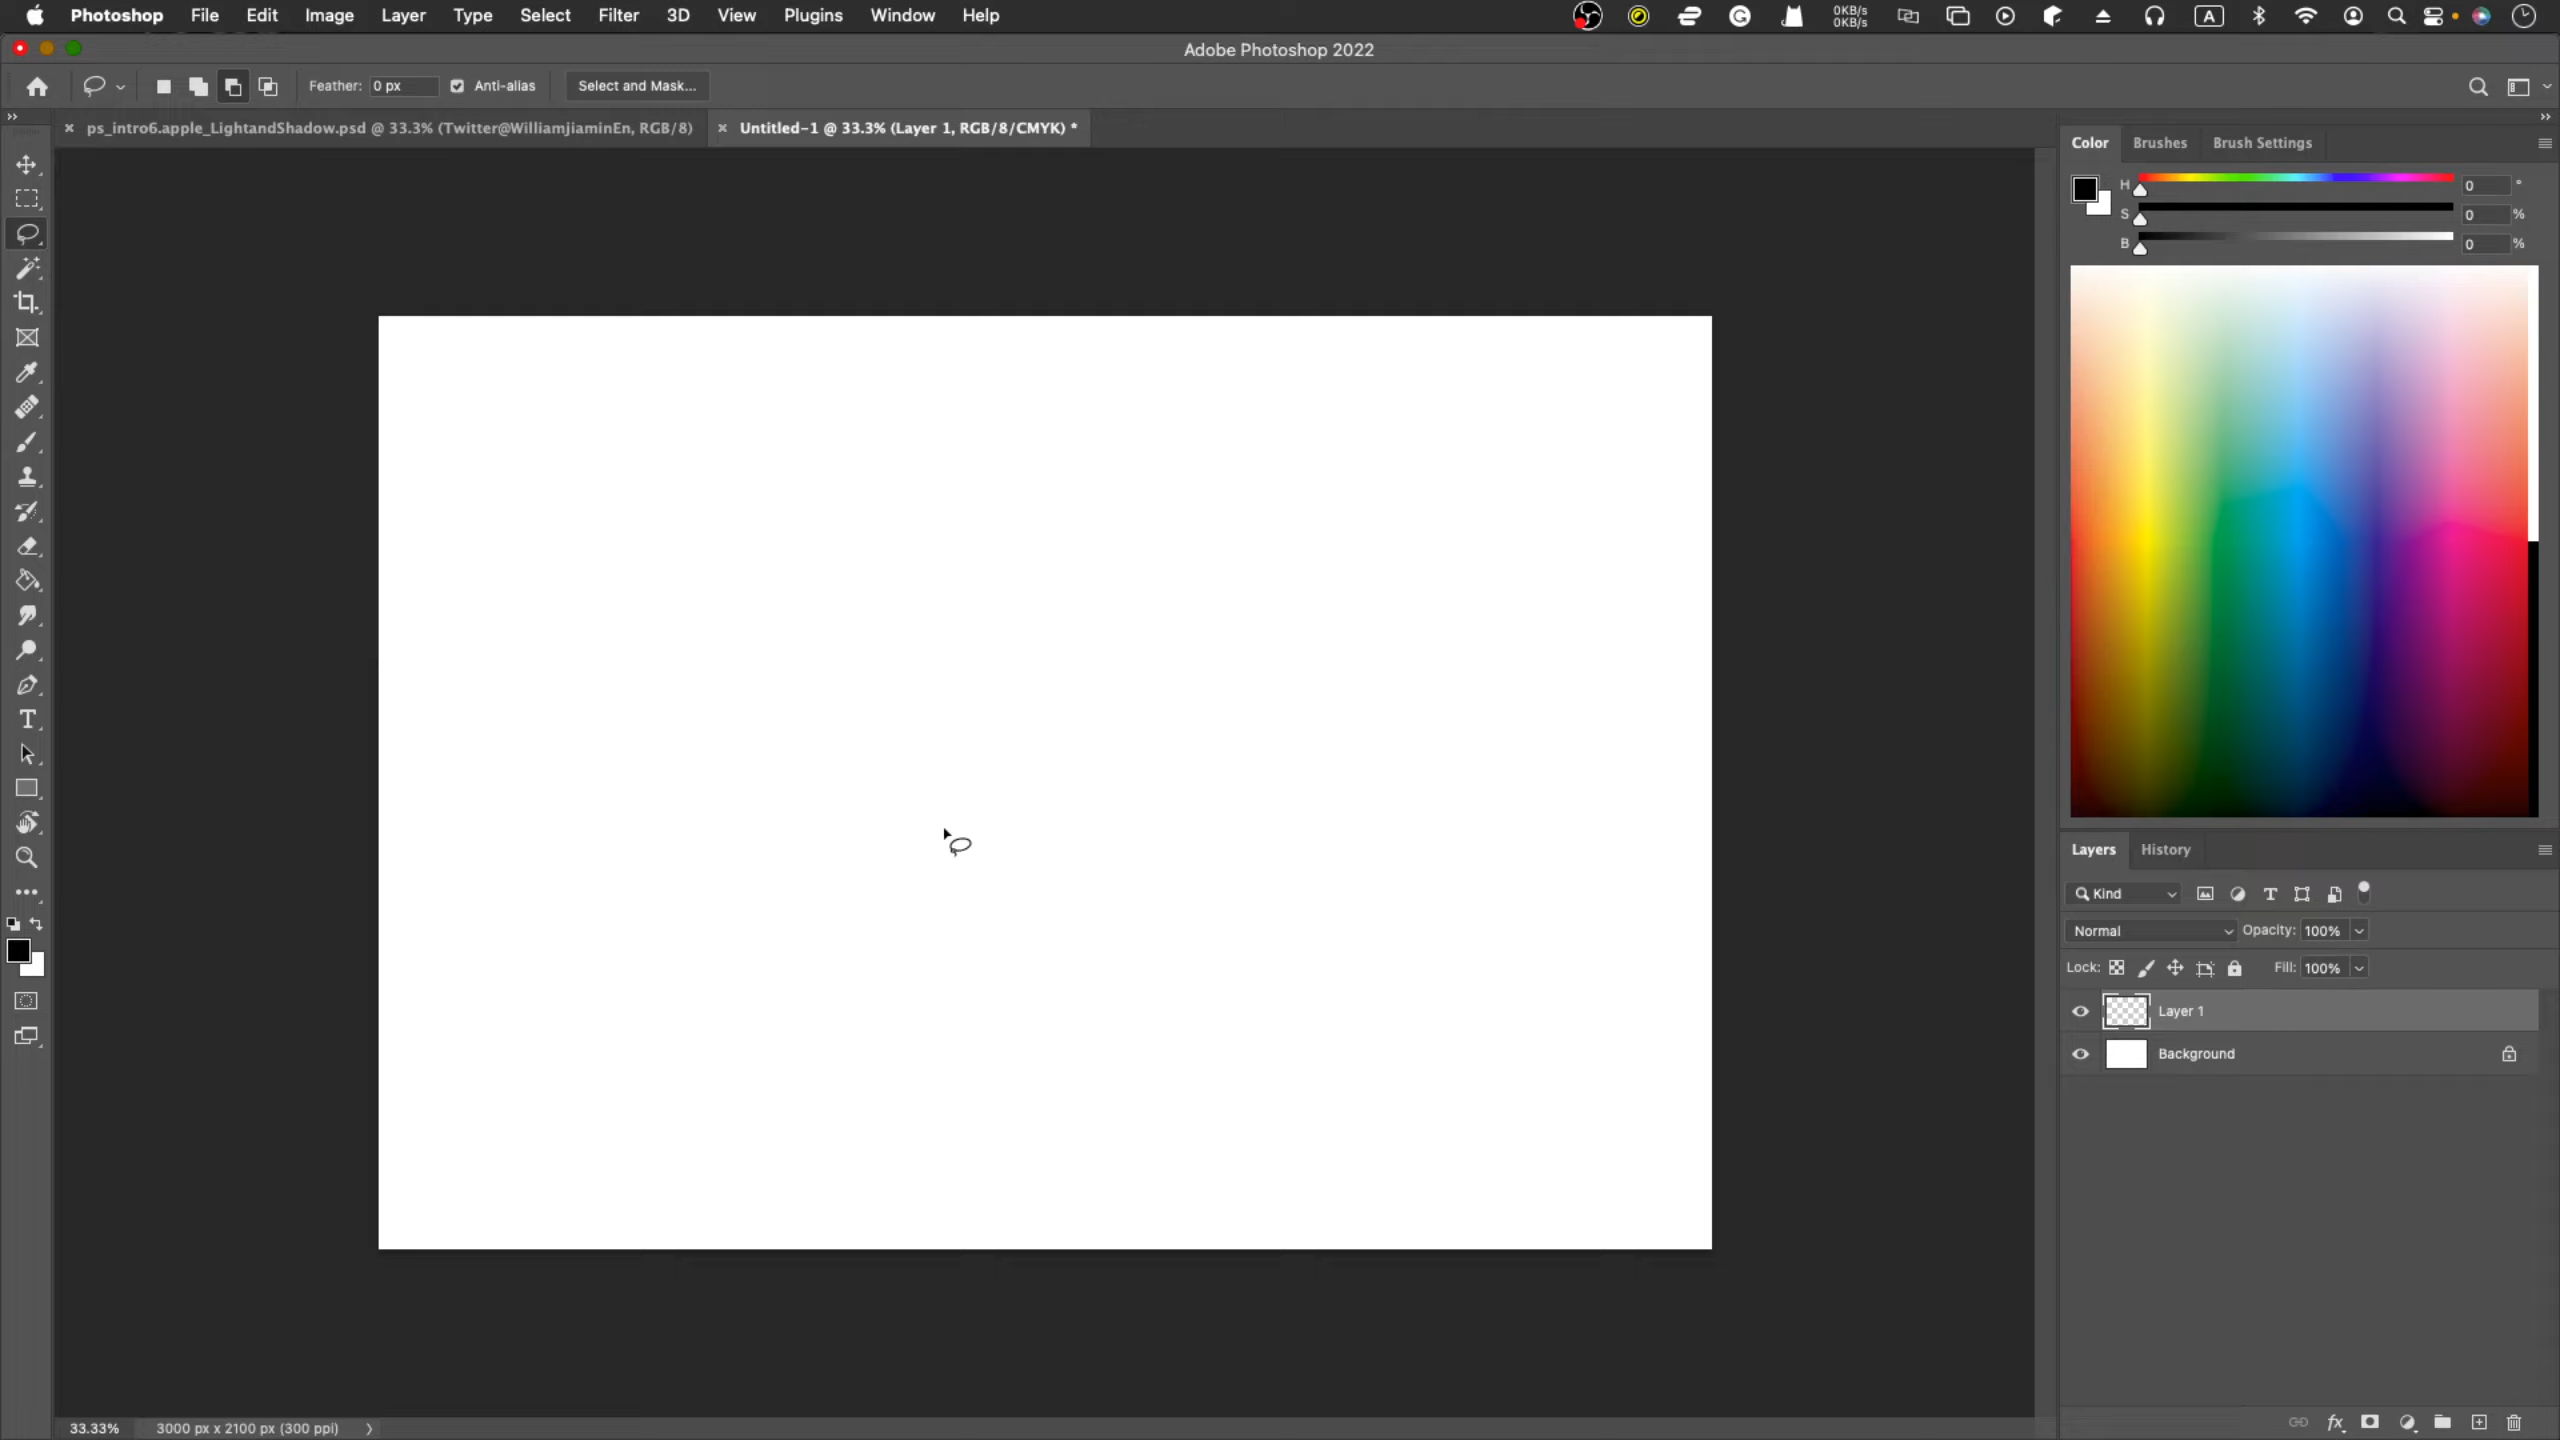 Photoshop File Edit Image Layer Type Select Filter 3D View Plugins Window Help 0KB/s A
0KB/s
Adobe Photoshop 2022
Feather: 0 px Anti-alias Select and Mask...
ps_intro6.apple_LightandShadow.psd @ 33.3% (Twitter@WilliamjiaminEn, RGB/8) Untitled-1 @ 33.3% (Layer 1, RGB/8/CMYK) *
Color Brushes Brush Settings
H 0 °
S 0 %
B 0 %
Layers History
Kind
Normal Opacity: 100%
Lock: Fill: 100%
Layer 1
Background
33.33% 3000 px x 2100 px (300 ppi)
fx